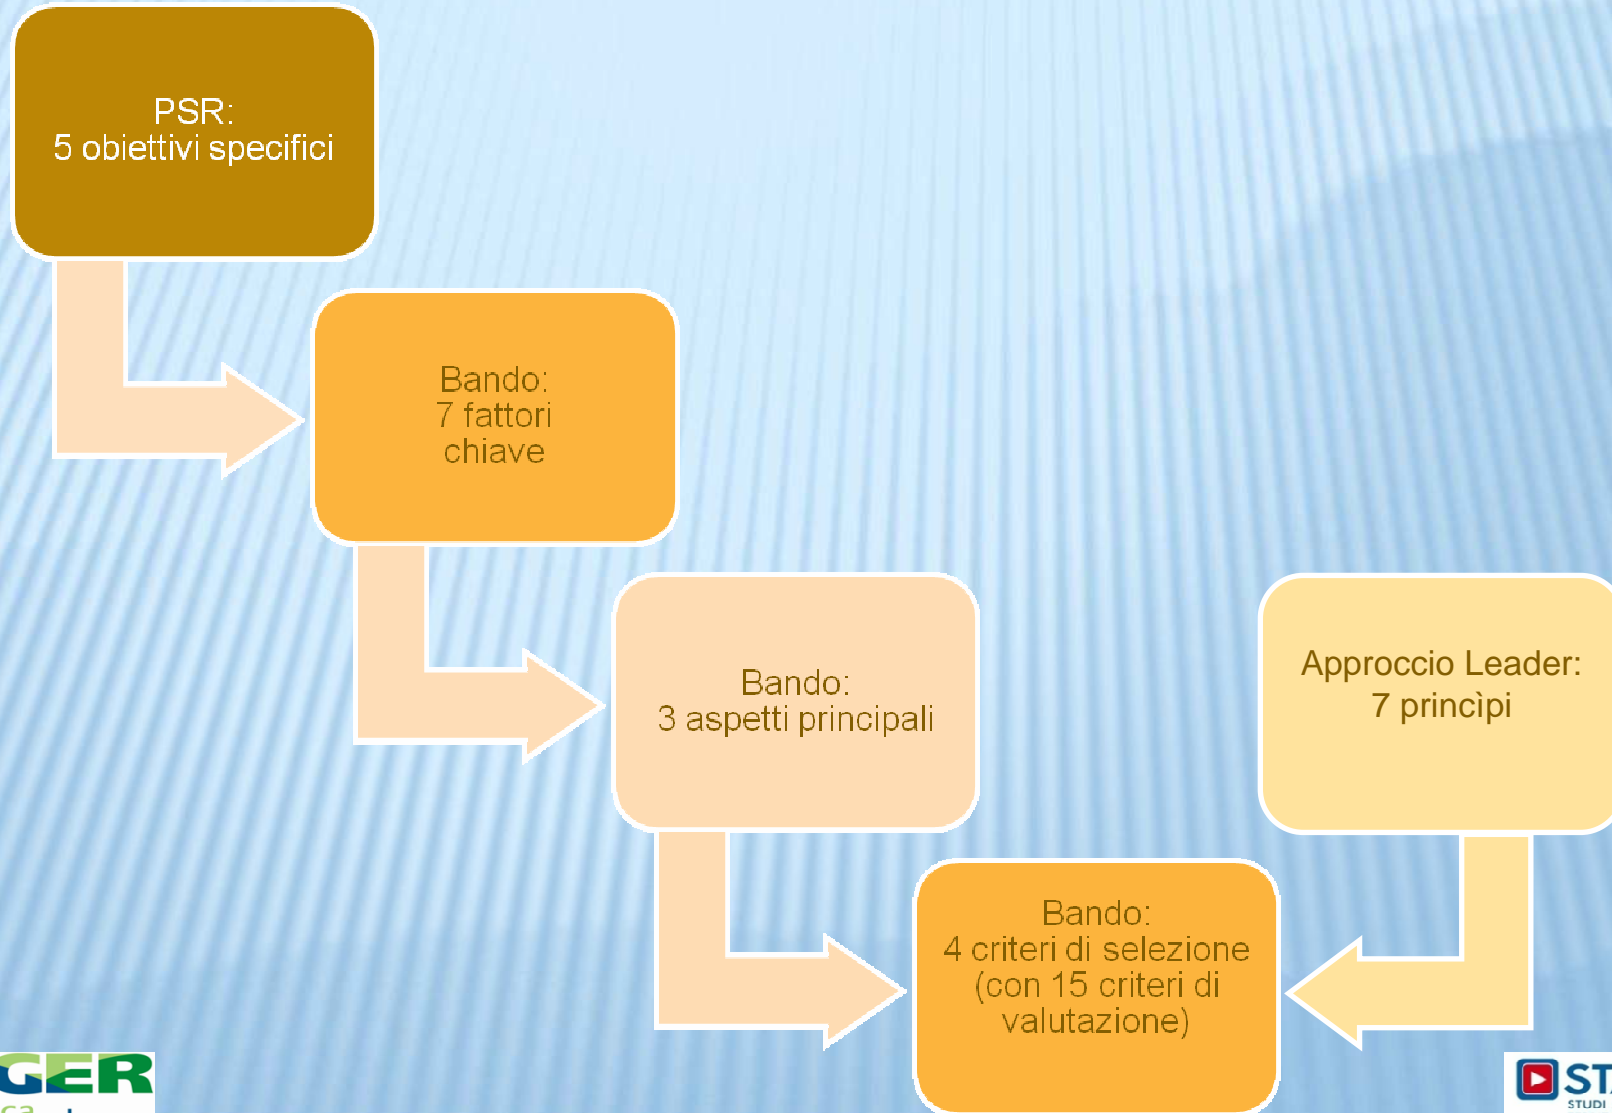 PSR:
5 obiettivi specifici
Bando:
7 fattori
chiave
Bando:
3 aspetti principali
Approccio Leader:
7 princìpi
Bando:
4 criteri di selezione
(con 15 criteri di
valutazione)
GER
STUDI